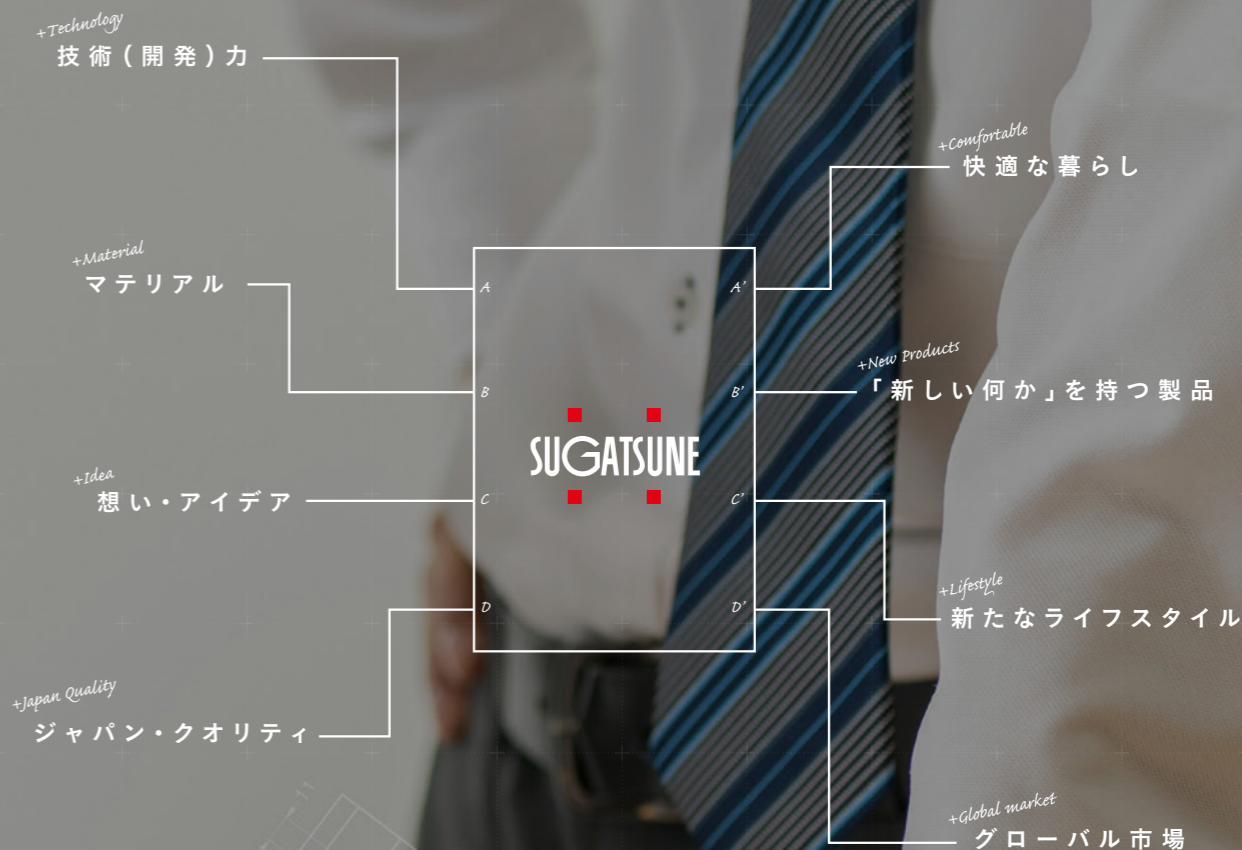 +Technology
技術(開発)力
+Material
マテリアル
+Idea
想い・アイデア
+Japan Quality
ジャパン・クオリティ
A
B
C
D
SUGATSUNE
A'
B'
C'
D'
+Comfortable
快適な暮らし
+New Products
「新しい何か」を持つ製品
+Lifestyle
新たなライフスタイル
+Global market
グローバル市場
11